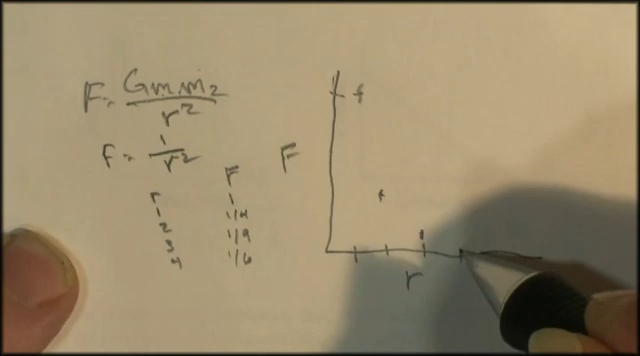 F = Gm₁m₂/r²
F = 1/r²
r F
1 1
2 1/4
3 1/9
4 1/16
F
r